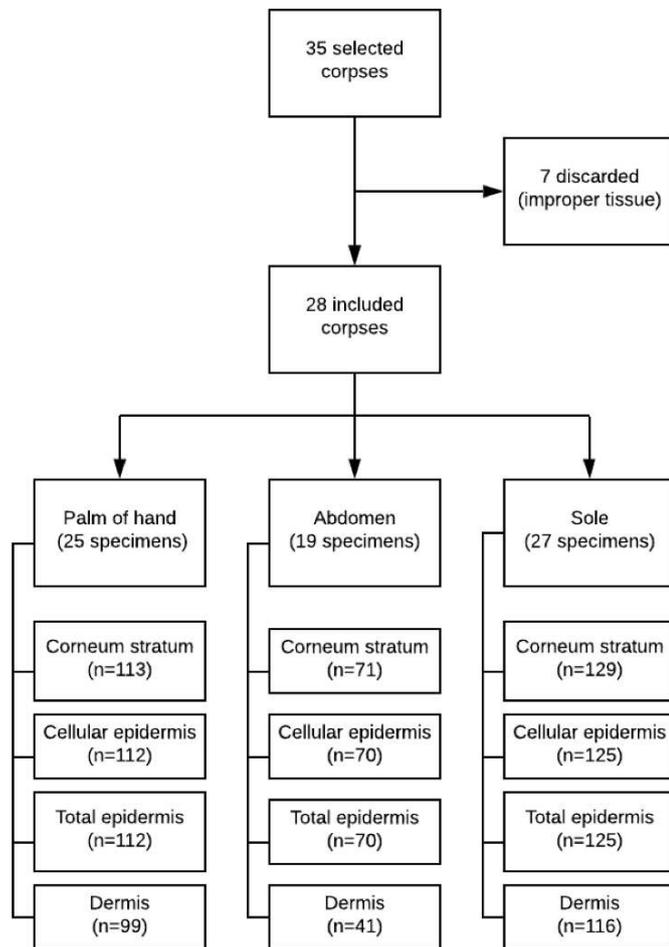 35 selected
corpses
7 discarded
(improper tissue)
28 included
corpses
Palm of hand
(25 specimens)
Abdomen
(19 specimens)
Sole
(27 specimens)
Corneum stratum
(n=113)
Corneum stratum
(n=71)
Corneum stratum
(n=129)
Cellular epidermis
(n=112)
Cellular epidermis
(n=70)
Cellular epidermis
(n=125)
Total epidermis
(n=112)
Total epidermis
(n=70)
Total epidermis
(n=125)
Dermis
(n=99)
Dermis
(n=41)
Dermis
(n=116)